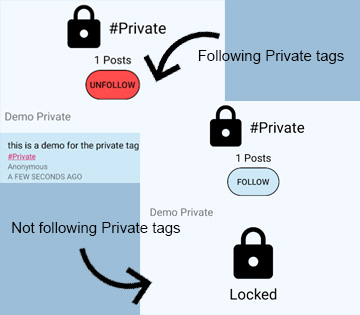 #Private
1 Posts
UNFOLLOW
Following Private tags
Demo Private
this is a demo for the private tag
#Private
Anonymous
A FEW SECONDS AGO
#Private
1 Posts
FOLLOW
Demo Private
Not following Private tags
Locked